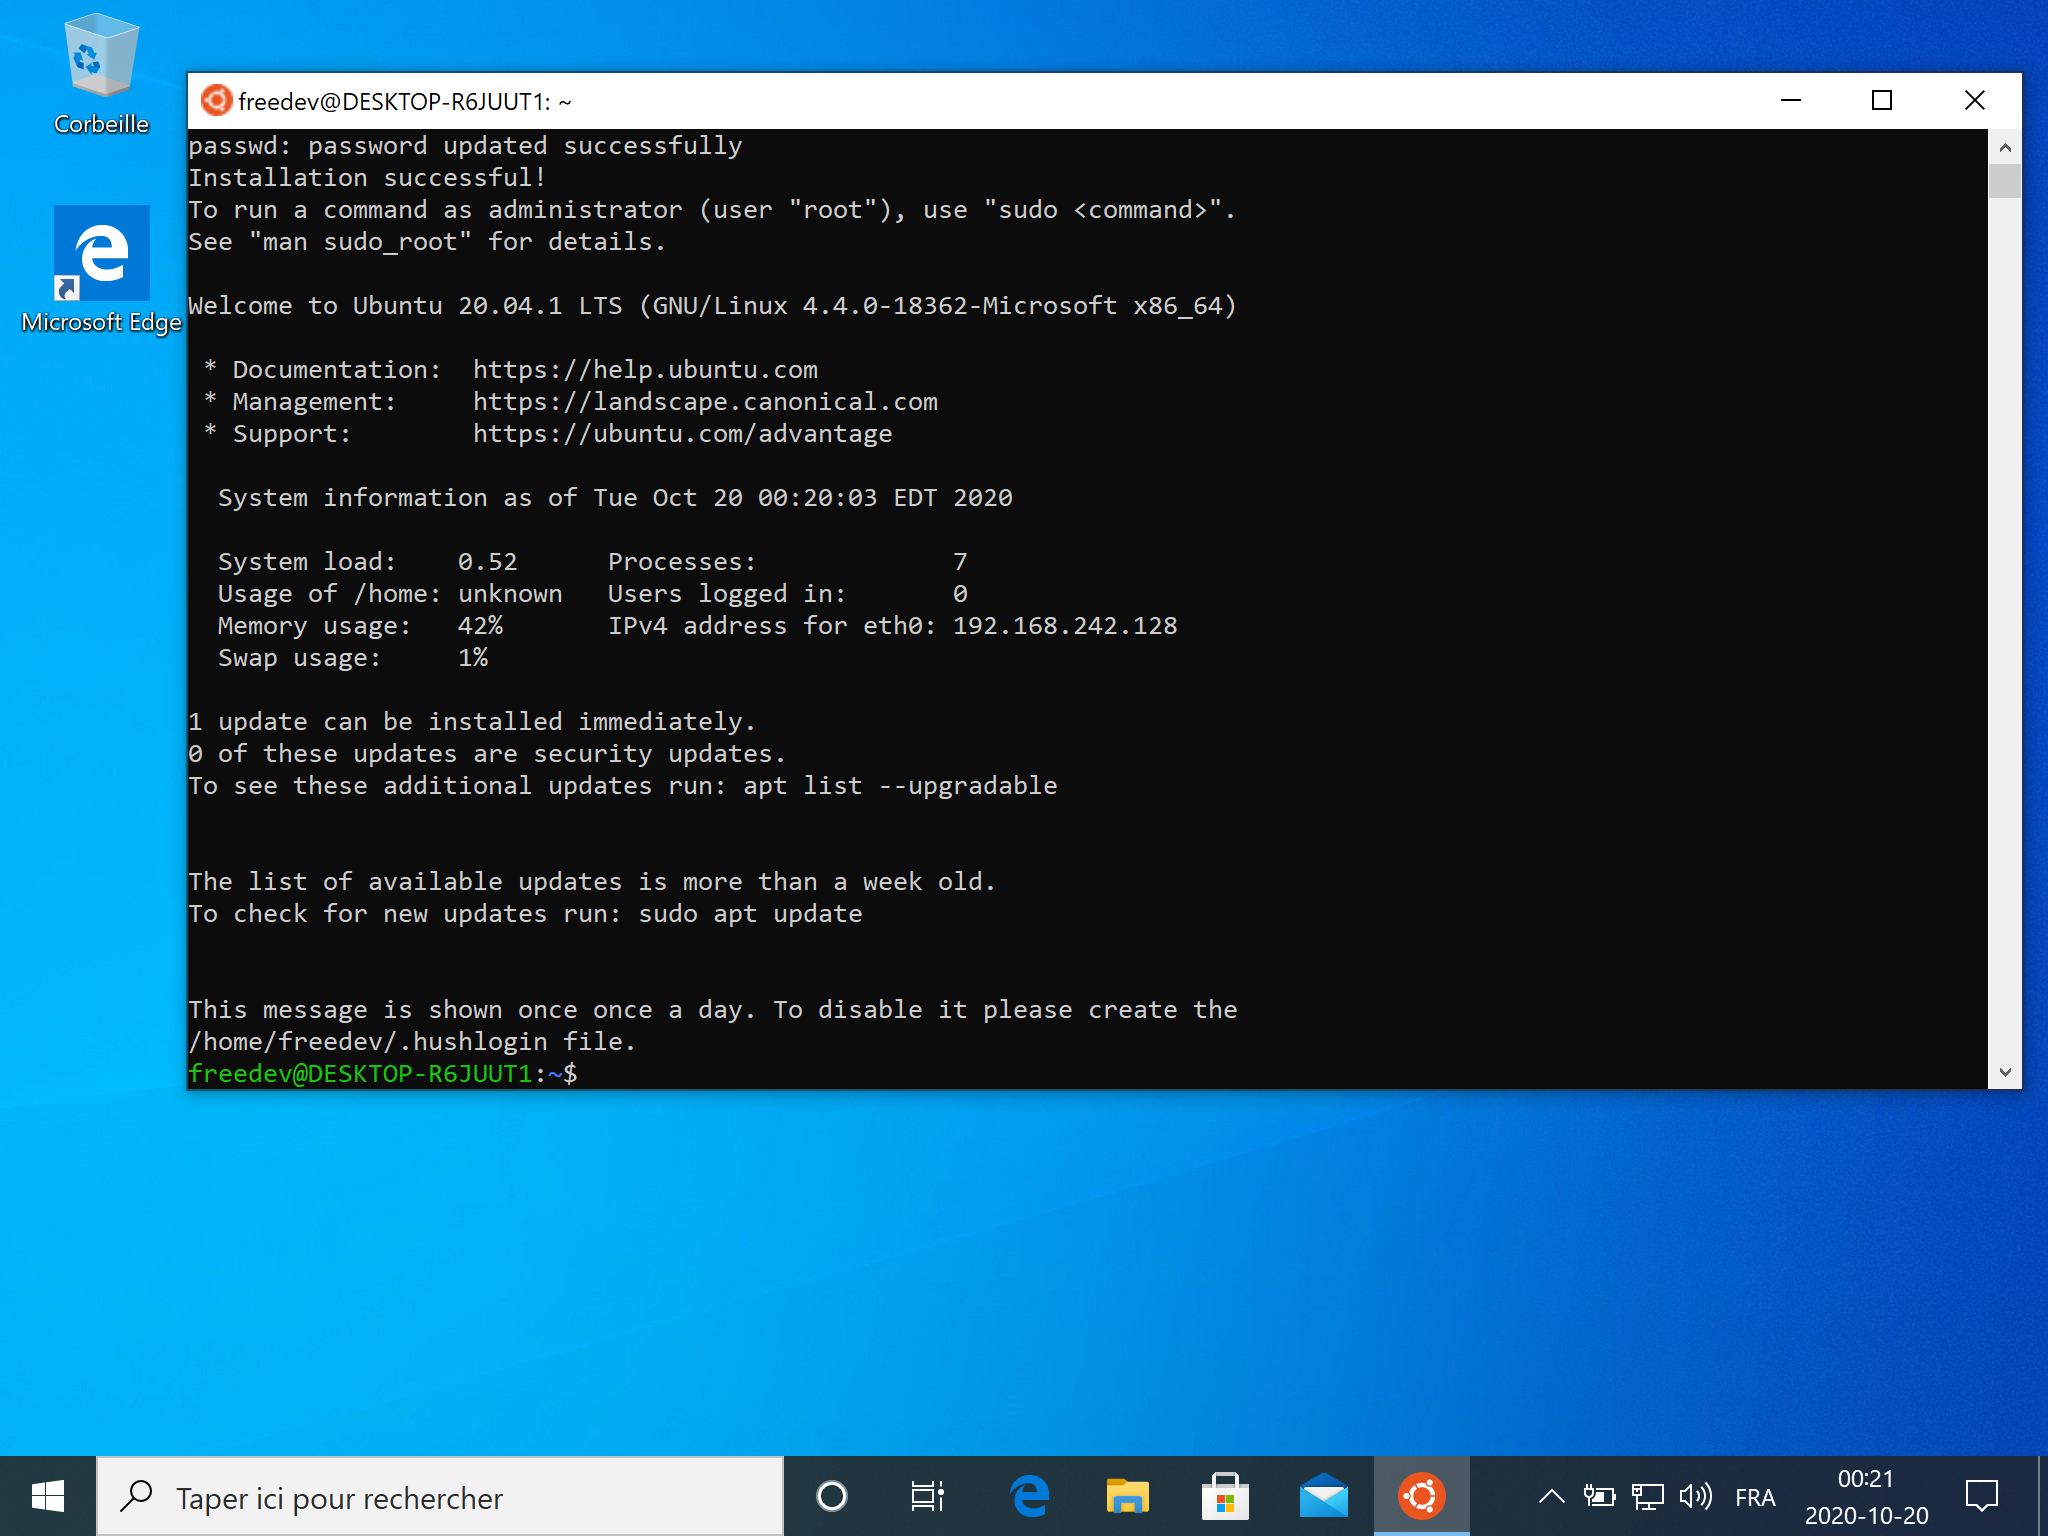 Corbeille
Microsoft Edge
freedev@DESKTOP-R6JUUT1: ~
passwd: password updated successfully
Installation successful!
To run a command as administrator (user "root"), use "sudo <command>".
See "man sudo_root" for details.
Welcome to Ubuntu 20.04.1 LTS (GNU/Linux 4.4.0-18362-Microsoft x86_64)
* Documentation:  https://help.ubuntu.com
* Management:     https://landscape.canonical.com
* Support:        https://ubuntu.com/advantage
System information as of Tue Oct 20 00:20:03 EDT 2020
System load:    0.52      Processes:             7
Usage of /home: unknown   Users logged in:       0
Memory usage:   42%       IPv4 address for eth0: 192.168.242.128
Swap usage:     1%
1 update can be installed immediately.
0 of these updates are security updates.
To see these additional updates run: apt list --upgradable
The list of available updates is more than a week old.
To check for new updates run: sudo apt update
This message is shown once once a day. To disable it please create the
/home/freedev/.hushlogin file.
freedev@DESKTOP-R6JUUT1:~$
Taper ici pour rechercher
FRA
00:21
2020-10-20